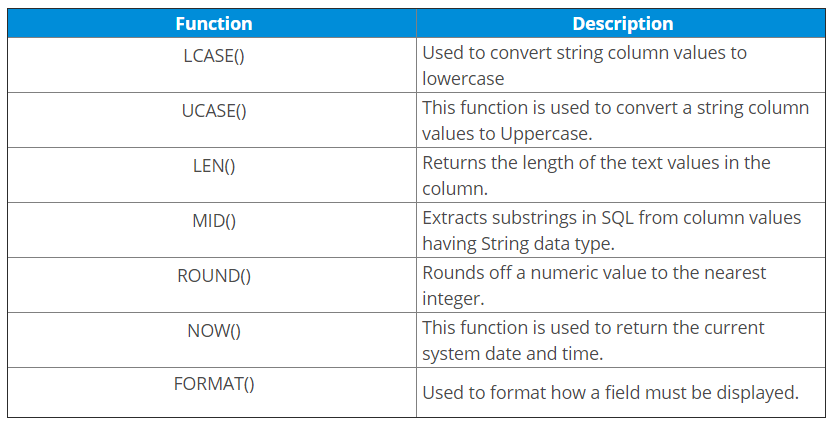 Function Description
LCASE() Used to convert string column values to
lowercase
UCASE() This function is used to convert a string column
values to Uppercase.
LEN() Returns the length of the text values in the
column.
MID() Extracts substrings in SQL from column values
having String data type.
ROUND() Rounds off a numeric value to the nearest
integer.
NOW() This function is used to return the current
system date and time.
FORMAT() Used to format how a field must be displayed.